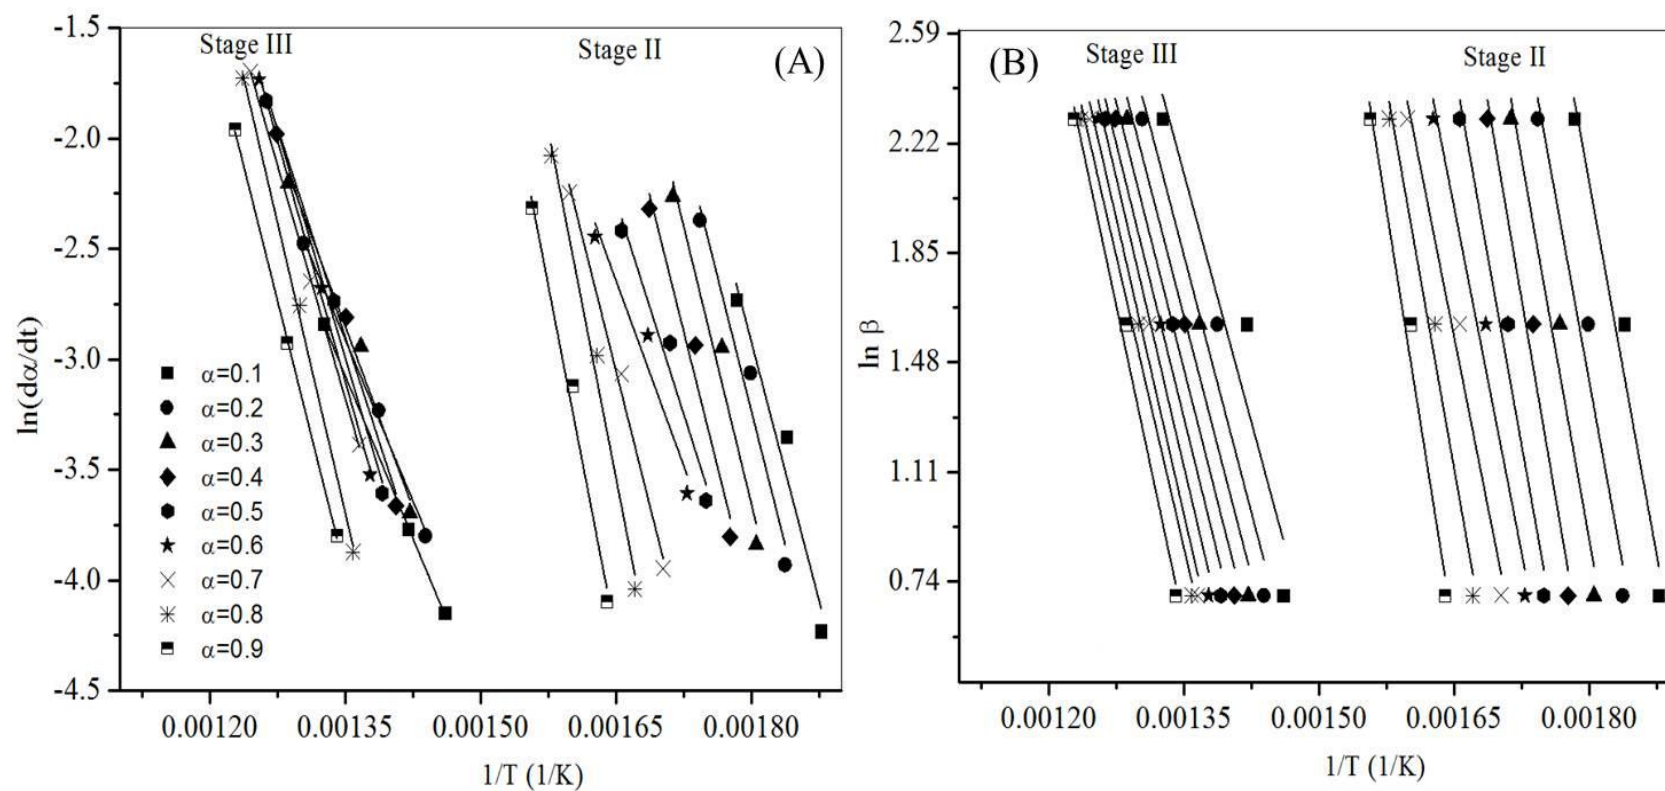 Stage III
Stage II
(A)
-1.5
-2.0
-2.5
-3.0
-3.5
-4.0
-4.5
ln(dα/dt)
α=0.1
α=0.2
α=0.3
α=0.4
α=0.5
α=0.6
α=0.7
α=0.8
α=0.9
0.00120 0.00135 0.00150 0.00165 0.00180
1/T (1/K)
(B)
Stage III
Stage II
2.59
2.22
1.85
1.48
1.11
0.74
ln β
0.00120 0.00135 0.00150 0.00165 0.00180
1/T (1/K)